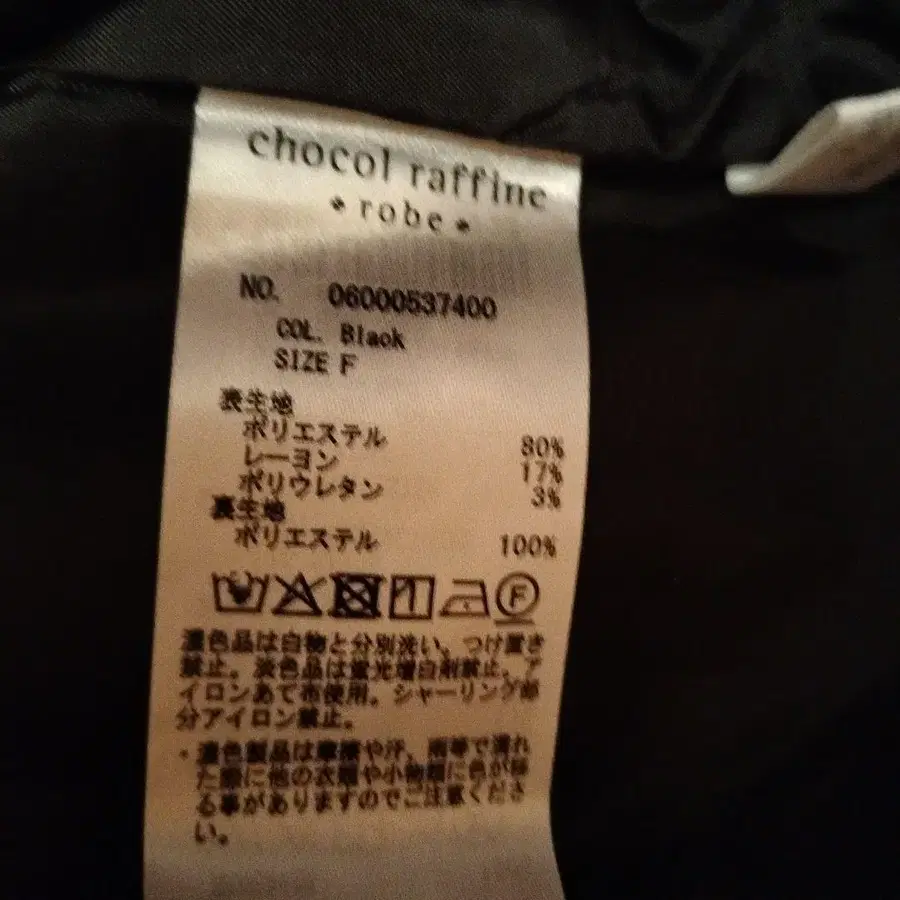 chocol raffine
• robe •
NO. 06000537400
COL. Black
SIZE F
表生地
ポリエステル 80%
レーヨン 17%
ポリウレタン 3%
裏生地
ポリエステル 100%
F
濃色品は白物と分別洗い、つけ置き
禁止。淡色品は蛍光増白剤禁止。ア
イロンあて布使用。シャーリング部
分アイロン禁止。
・濃色製品は摩擦や汗、雨等で濡れ
た際に他の衣類や小物類に色が移
る事がありますのでご注意くださ
い。